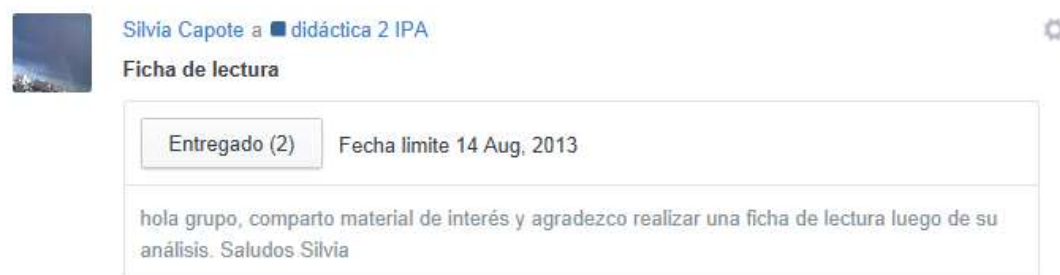 Silvia Capote a didáctica 2 IPA
Ficha de lectura
Entregado (2) Fecha limite 14 Aug, 2013
hola grupo, comparto material de interés y agradezco realizar una ficha de lectura luego de su
análisis. Saludos Silvia